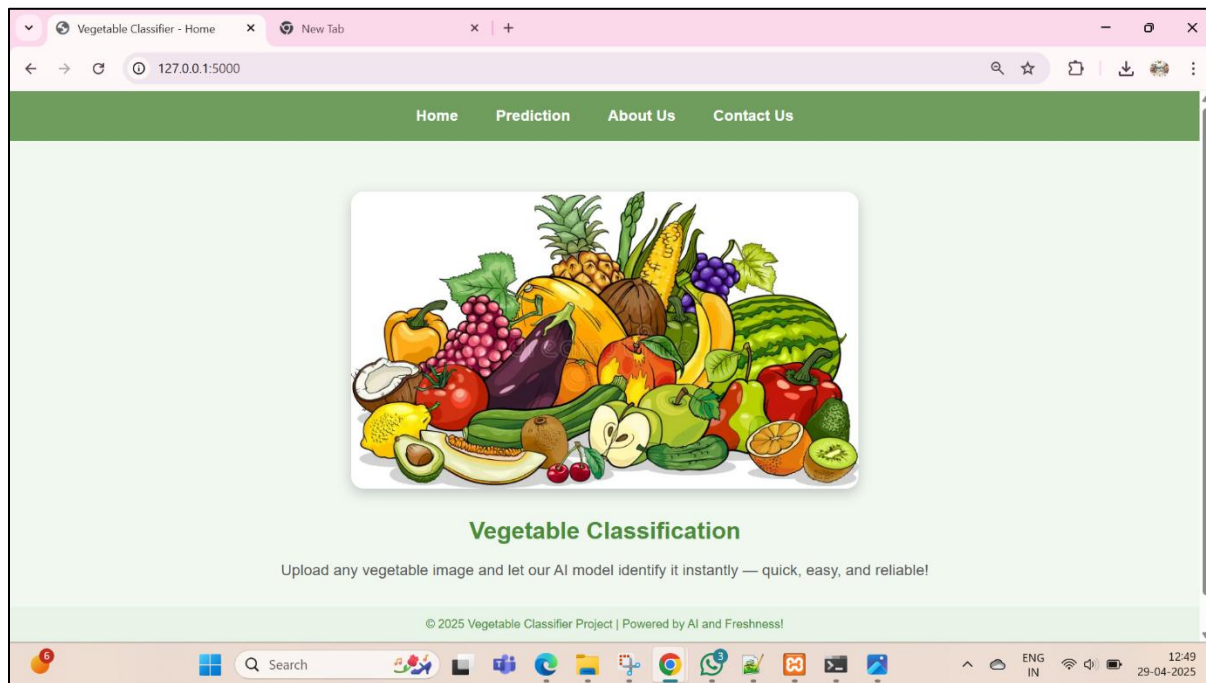 Vegetable Classifier - Home
New Tab
127.0.0.1:5000
Home Prediction About Us Contact Us
Vegetable Classification
Upload any vegetable image and let our AI model identify it instantly — quick, easy, and reliable!
© 2025 Vegetable Classifier Project | Powered by AI and Freshness!
6
Search
3
ENG
IN
12:49
29-04-2025